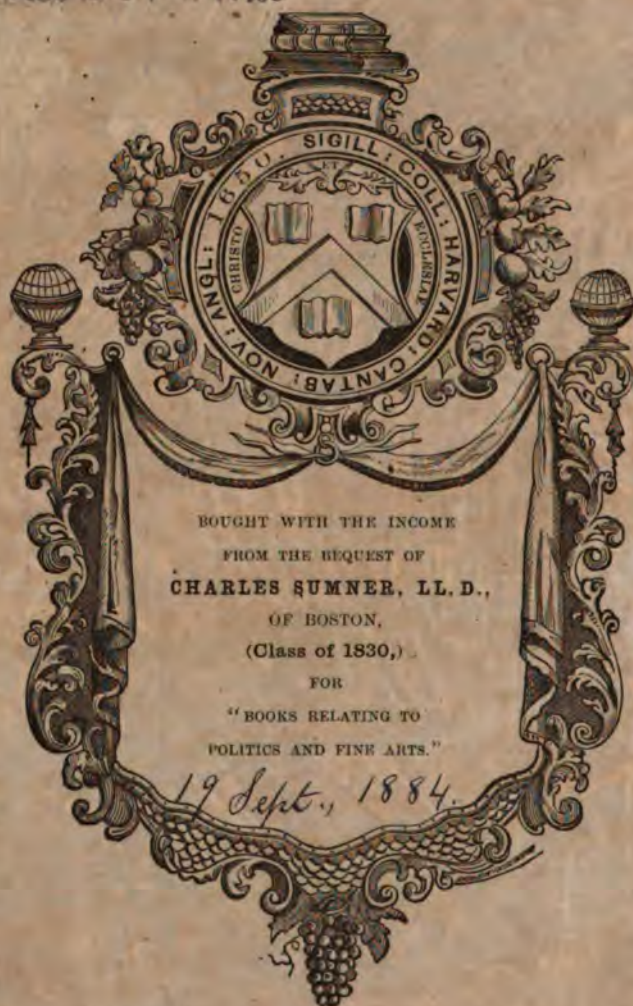 SIGILL: COLL: HARVARD: CANTAB: NOV: ANGL: 1650.
ET
CHRISTO
ECCLESIAE
BOUGHT WITH THE INCOME
FROM THE BEQUEST OF
CHARLES SUMNER, LL.D.,
OF BOSTON,
(Class of 1830,)
FOR
"BOOKS RELATING TO
POLITICS AND FINE ARTS."
19 Sept., 1884.